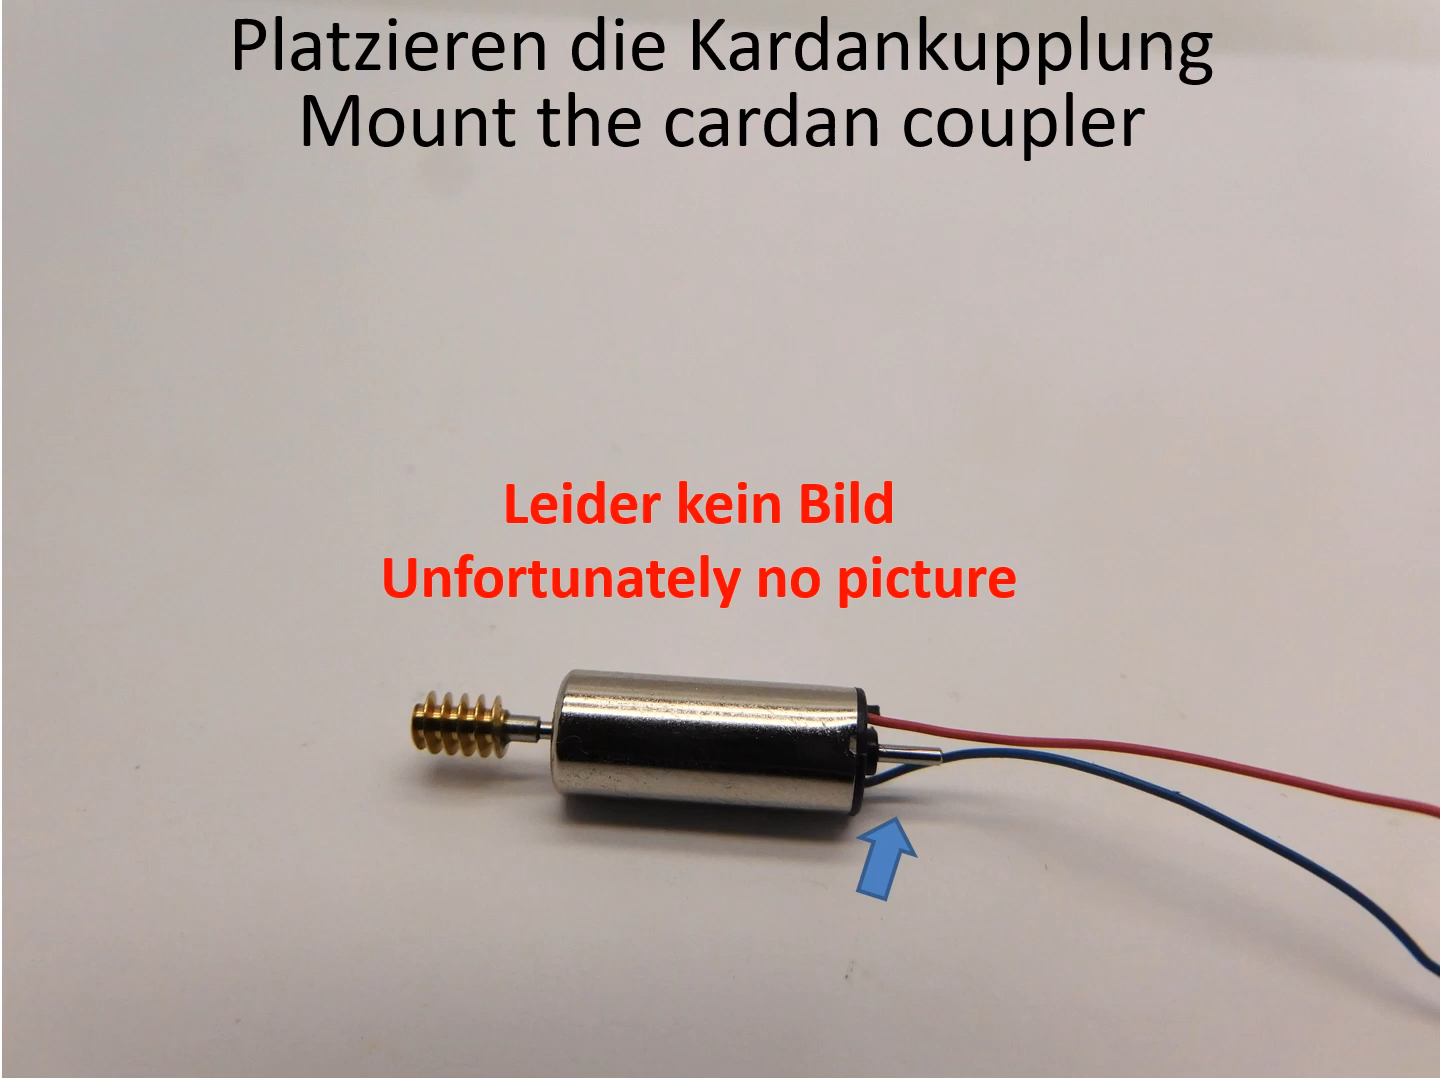 Platzieren die Kardankupplung
Mount the cardan coupler
Leider kein Bild
Unfortunately no picture